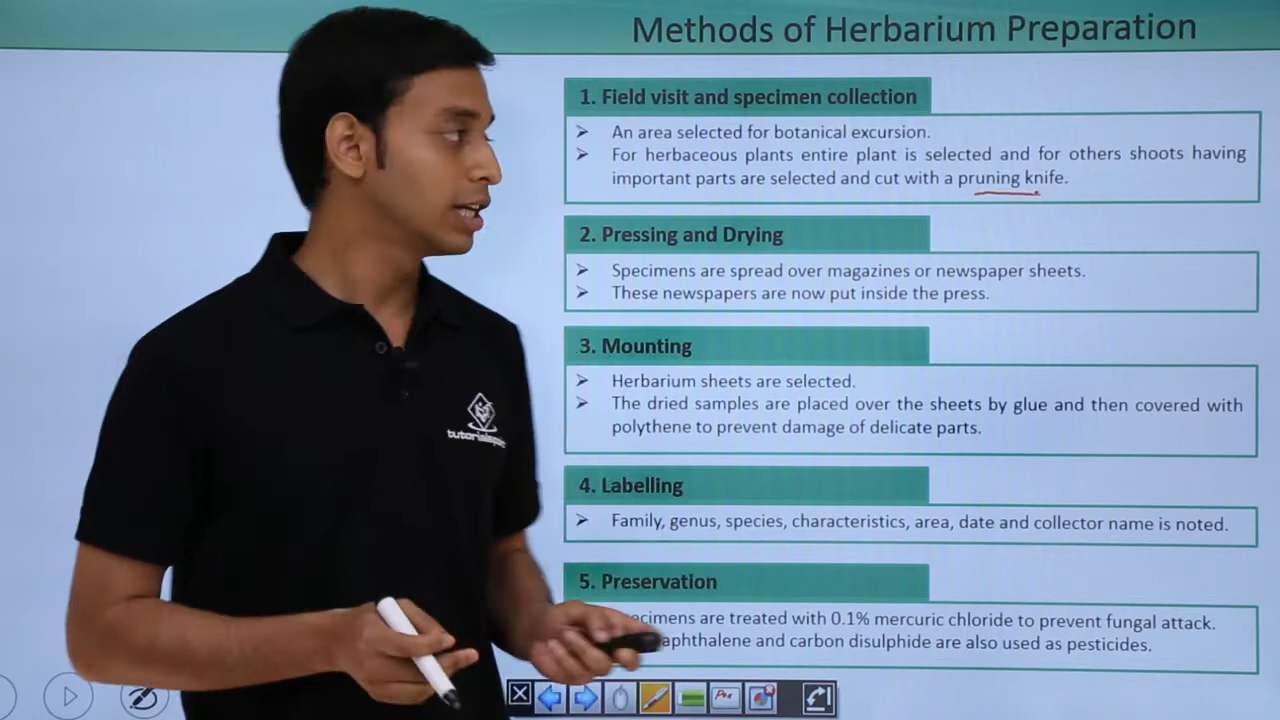 Methods of Herbarium Preparation
1. Field visit and specimen collection
➢ An area selected for botanical excursion.
➢ For herbaceous plants entire plant is selected and for others shoots having
important parts are selected and cut with a pruning knife.
2. Pressing and Drying
➢ Specimens are spread over magazines or newspaper sheets.
➢ These newspapers are now put inside the press.
3. Mounting
➢ Herbarium sheets are selected.
➢ The dried samples are placed over the sheets by glue and then covered with
polythene to prevent damage of delicate parts.
4. Labelling
➢ Family, genus, species, characteristics, area, date and collector name is noted.
5. Preservation
are treated with 0.1% mercuric chloride to prevent fungal attack.
and carbon disulphide are also used as pesticides.